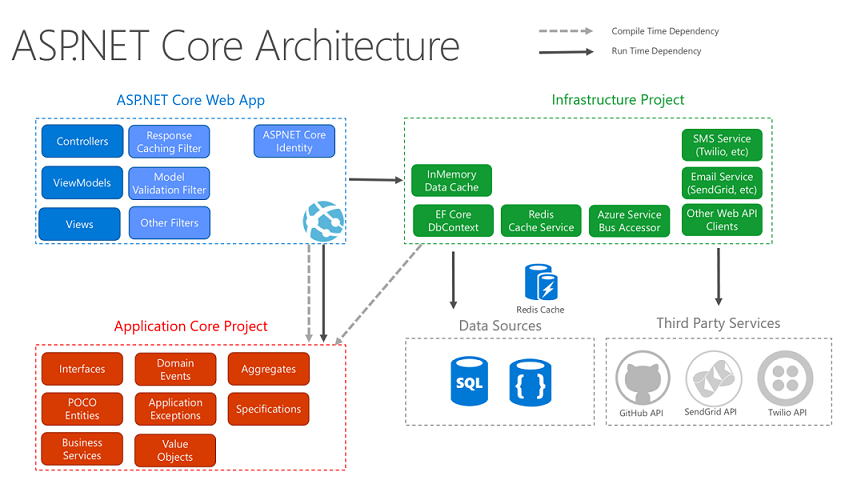 ASP.NET Core Architecture
Compile Time Dependency
Run Time Dependency
ASP.NET Core Web App
Controllers
Response
Caching Filter
ASP.NET Core
Identity
ViewModels
Model
Validation Filter
Views
Other Filters
Infrastructure Project
SMS Service
(Twilio, etc)
InMemory
Data Cache
Email Service
(SendGrid, etc)
EF Core
DbContext
Redis
Cache Service
Azure Service
Bus Accessor
Other Web API
Clients
Redis Cache
Application Core Project
Interfaces
Domain
Events
Aggregates
POCO
Entities
Application
Exceptions
Specifications
Business
Services
Value
Objects
Data Sources
SQL
{ }
Third Party Services
GitHub API
SendGrid API
Twilio API